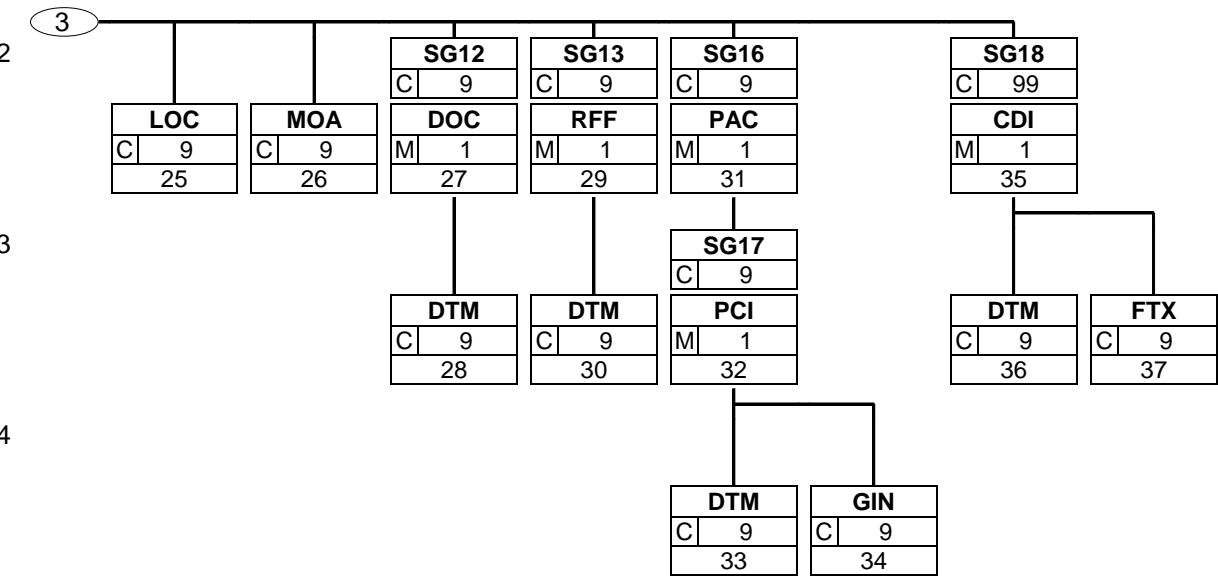 3
2
SG12 SG13 SG16 SG18
C 9 C 9 C 9 C 99
LOC MOA DOC RFF PAC CDI
C 9 C 9 M 1 M 1 M 1 M 1
25 26 27 29 31 35
3
SG17
C 9
DTM DTM PCI DTM FTX
C 9 C 9 M 1 C 9 C 9
28 30 32 36 37
4
DTM GIN
C 9 C 9
33 34